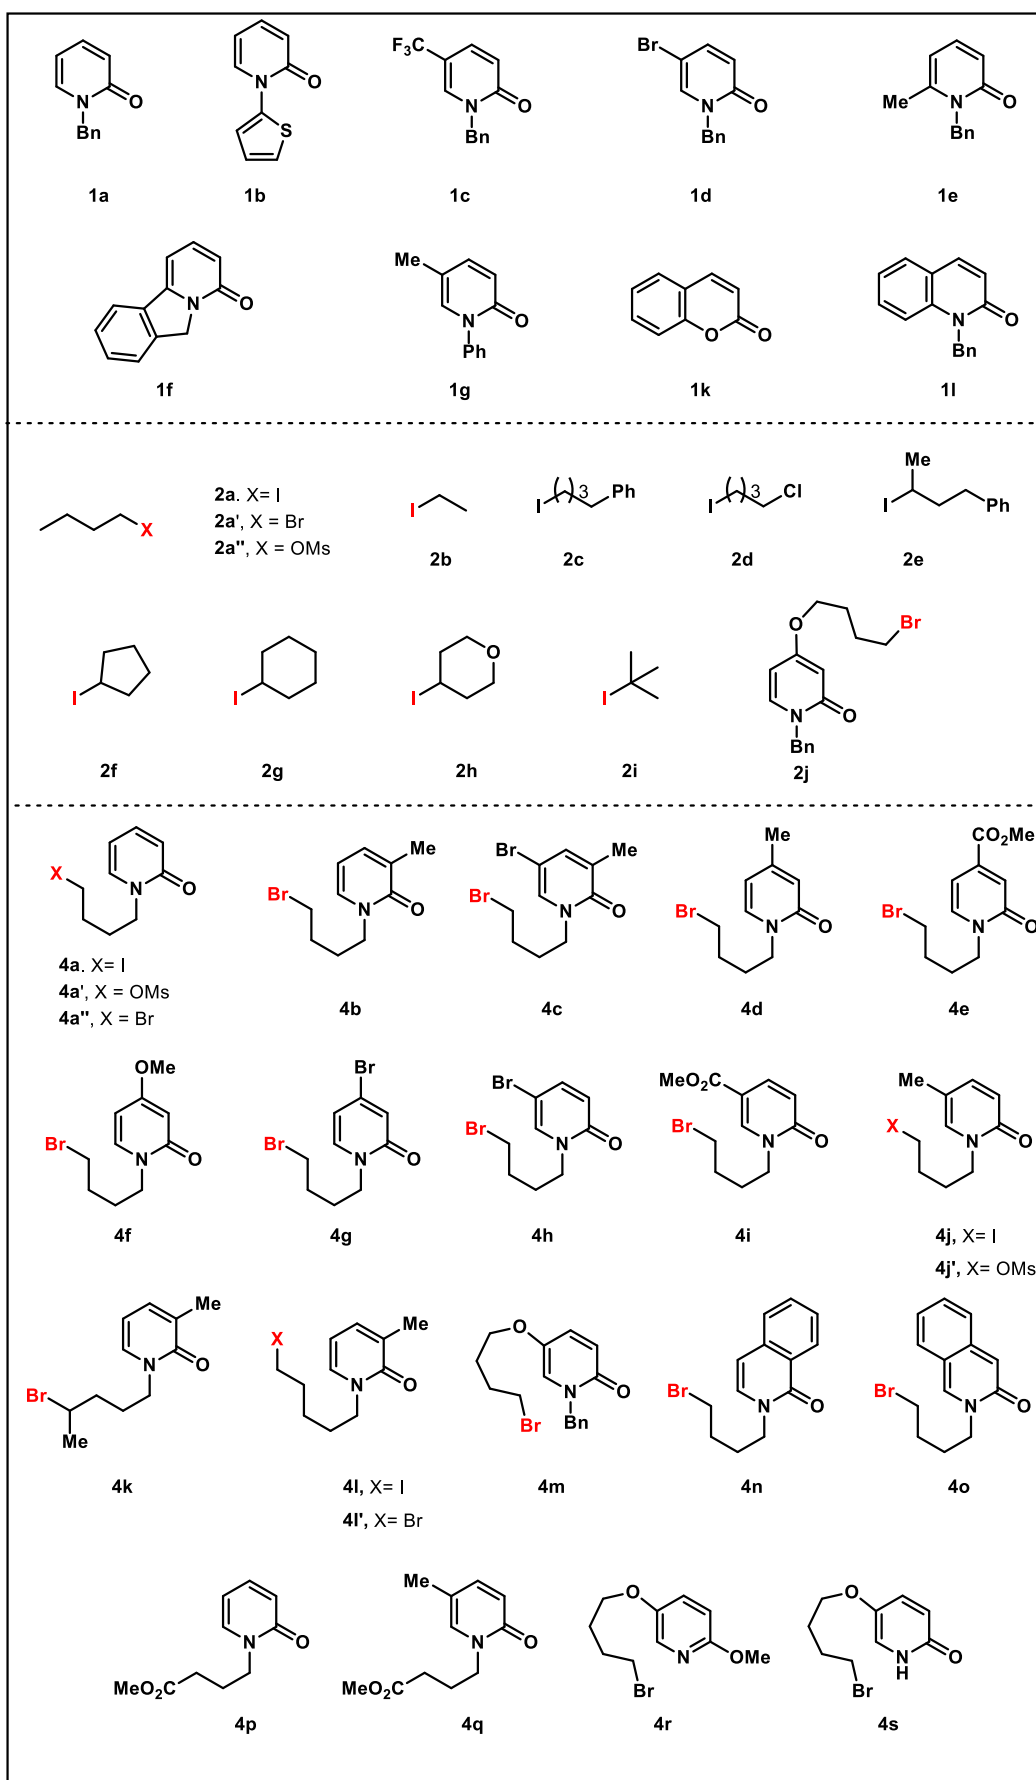 N O Bn
N O S
F3C N O Bn
Br N O Bn
Me N O Bn
1a 1b 1c 1d 1e
N O
Me N O Ph
O O
N O Bn
1f 1g 1k 1l
X
2a. X= I
2a', X = Br
2a'', X = OMs
I
I ( )3 Ph
I ( )3 Cl
Me I Ph
2b 2c 2d 2e
I
I
O I
I
O Br N O Bn
2f 2g 2h 2i 2j
X N O
Br N Me O
Br Br N Me O
Me Br N O
CO2Me Br N O
4a. X= I
4a', X = OMs
4a'', X = Br
4b 4c 4d 4e
OMe Br N O
Br Br N O
Br Br N O
MeO2C Br N O
Me X N O
4f 4g 4h 4i
4j, X= I
4j', X= OMs
Br Me N O Me
X N O Me
O Br N O Bn
Br N O
Br N O
4k
4l, X= I
4l', X= Br
4m 4n 4o
N O MeO2C
Me N O MeO2C
O Br N OMe
O Br N H O
4p 4q 4r 4s